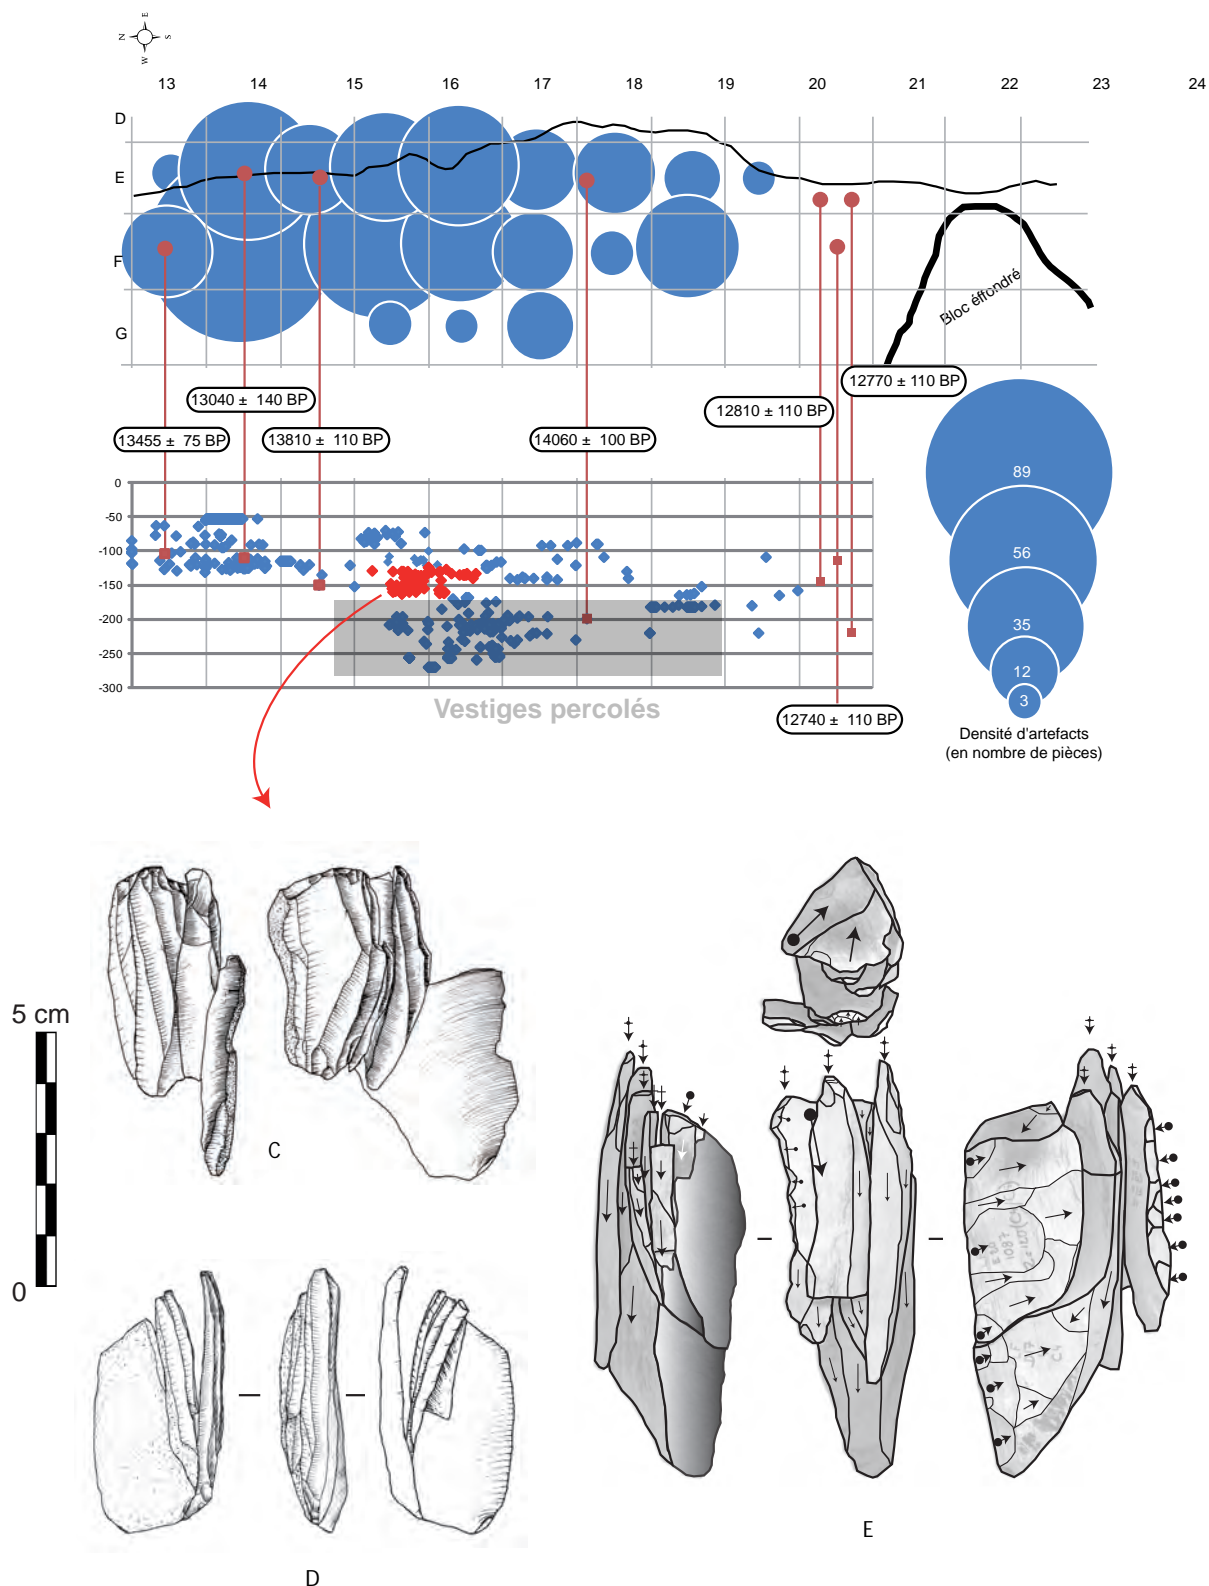 E
N S
W
13 14 15 16 17 18 19 20 21 22 23 24
D
E
F
G
Bloc éffondré
12770 ± 110 BP
13040 ± 140 BP
12810 ± 110 BP
13455 ± 75 BP
13810 ± 110 BP
14060 ± 100 BP
0
-50
-100
-150
-200
-250
-300
Vestiges percolés
12740 ± 110 BP
89
56
35
12
3
Densité d'artefacts
(en nombre de pièces)
5 cm
0
C
D
E
1087